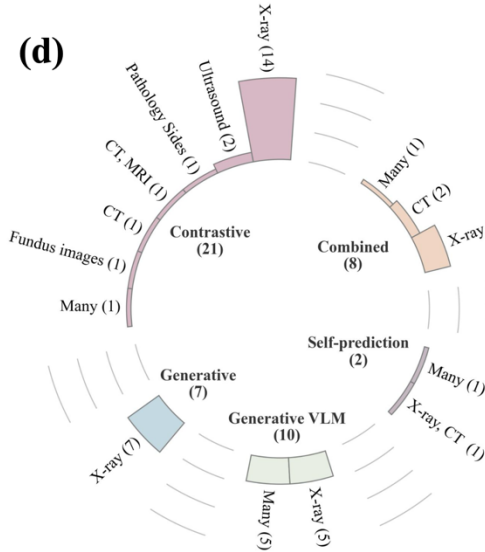 (d)
X-ray (14)
Ultrasound (2)
Pathology Sides (1)
CT, MRI (1)
CT (1)
Fundus images (1)
Many (1)
Contrastive
(21)
Many (1)
CT (2)
X-ray
Combined
(8)
Self-prediction
(2)
Many (1)
X-ray, CT (1)
Generative VLM
(10)
X-ray (5)
Many (5)
Generative
(7)
X-ray (7)